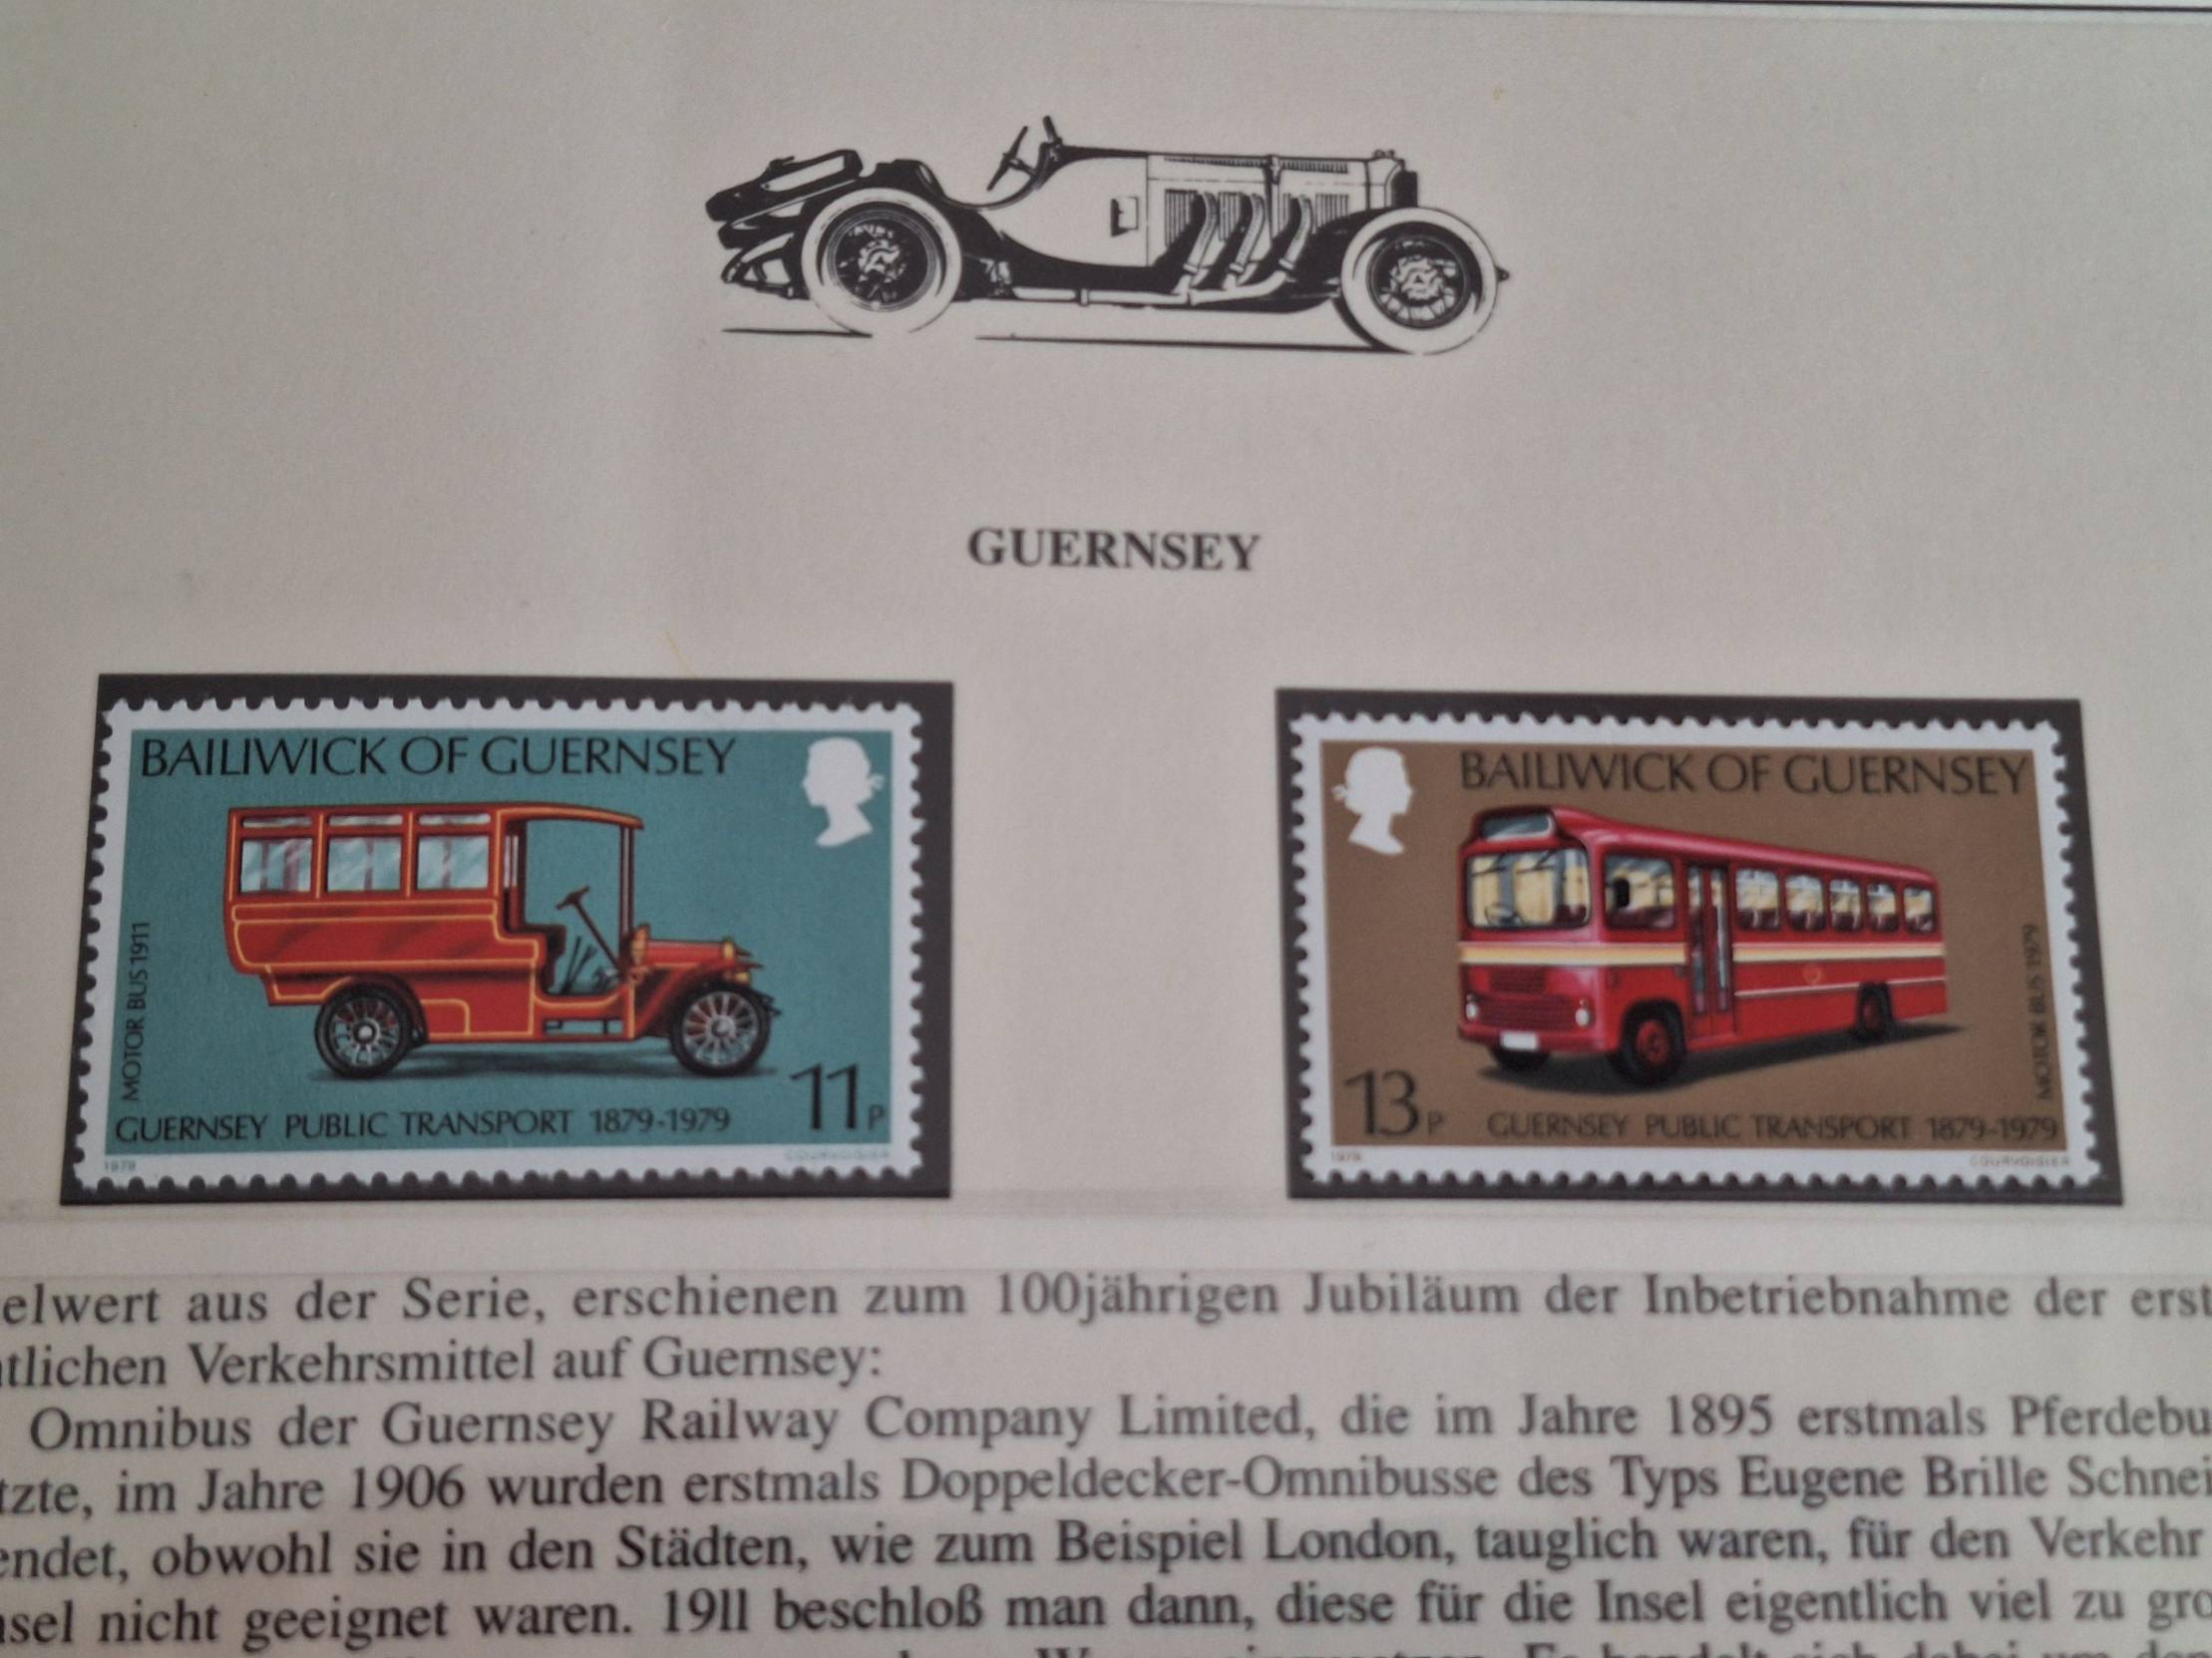 GUERNSEY
BAILIWICK OF GUERNSEY
MOTOR BUS 1911
11P
GUERNSEY PUBLIC TRANSPORT 1879-1979
1979
COURVOISIER
BAILIWICK OF GUERNSEY
MOTOR BUS 1979
13P
GUERNSEY PUBLIC TRANSPORT 1879-1979
1979
COURVOISIER
elwert aus der Serie, erschienen zum 100jährigen Jubiläum der Inbetriebnahme der erst
tlichen Verkehrsmittel auf Guernsey:
Omnibus der Guernsey Railway Company Limited, die im Jahre 1895 erstmals Pferdebu
tzte, im Jahre 1906 wurden erstmals Doppeldecker-Omnibusse des Typs Eugene Brille Schnei
endet, obwohl sie in den Städten, wie zum Beispiel London, tauglich waren, für den Verkehr
nsel nicht geeignet waren. 1911 beschloß man dann, diese für die Insel eigentlich viel zu gro